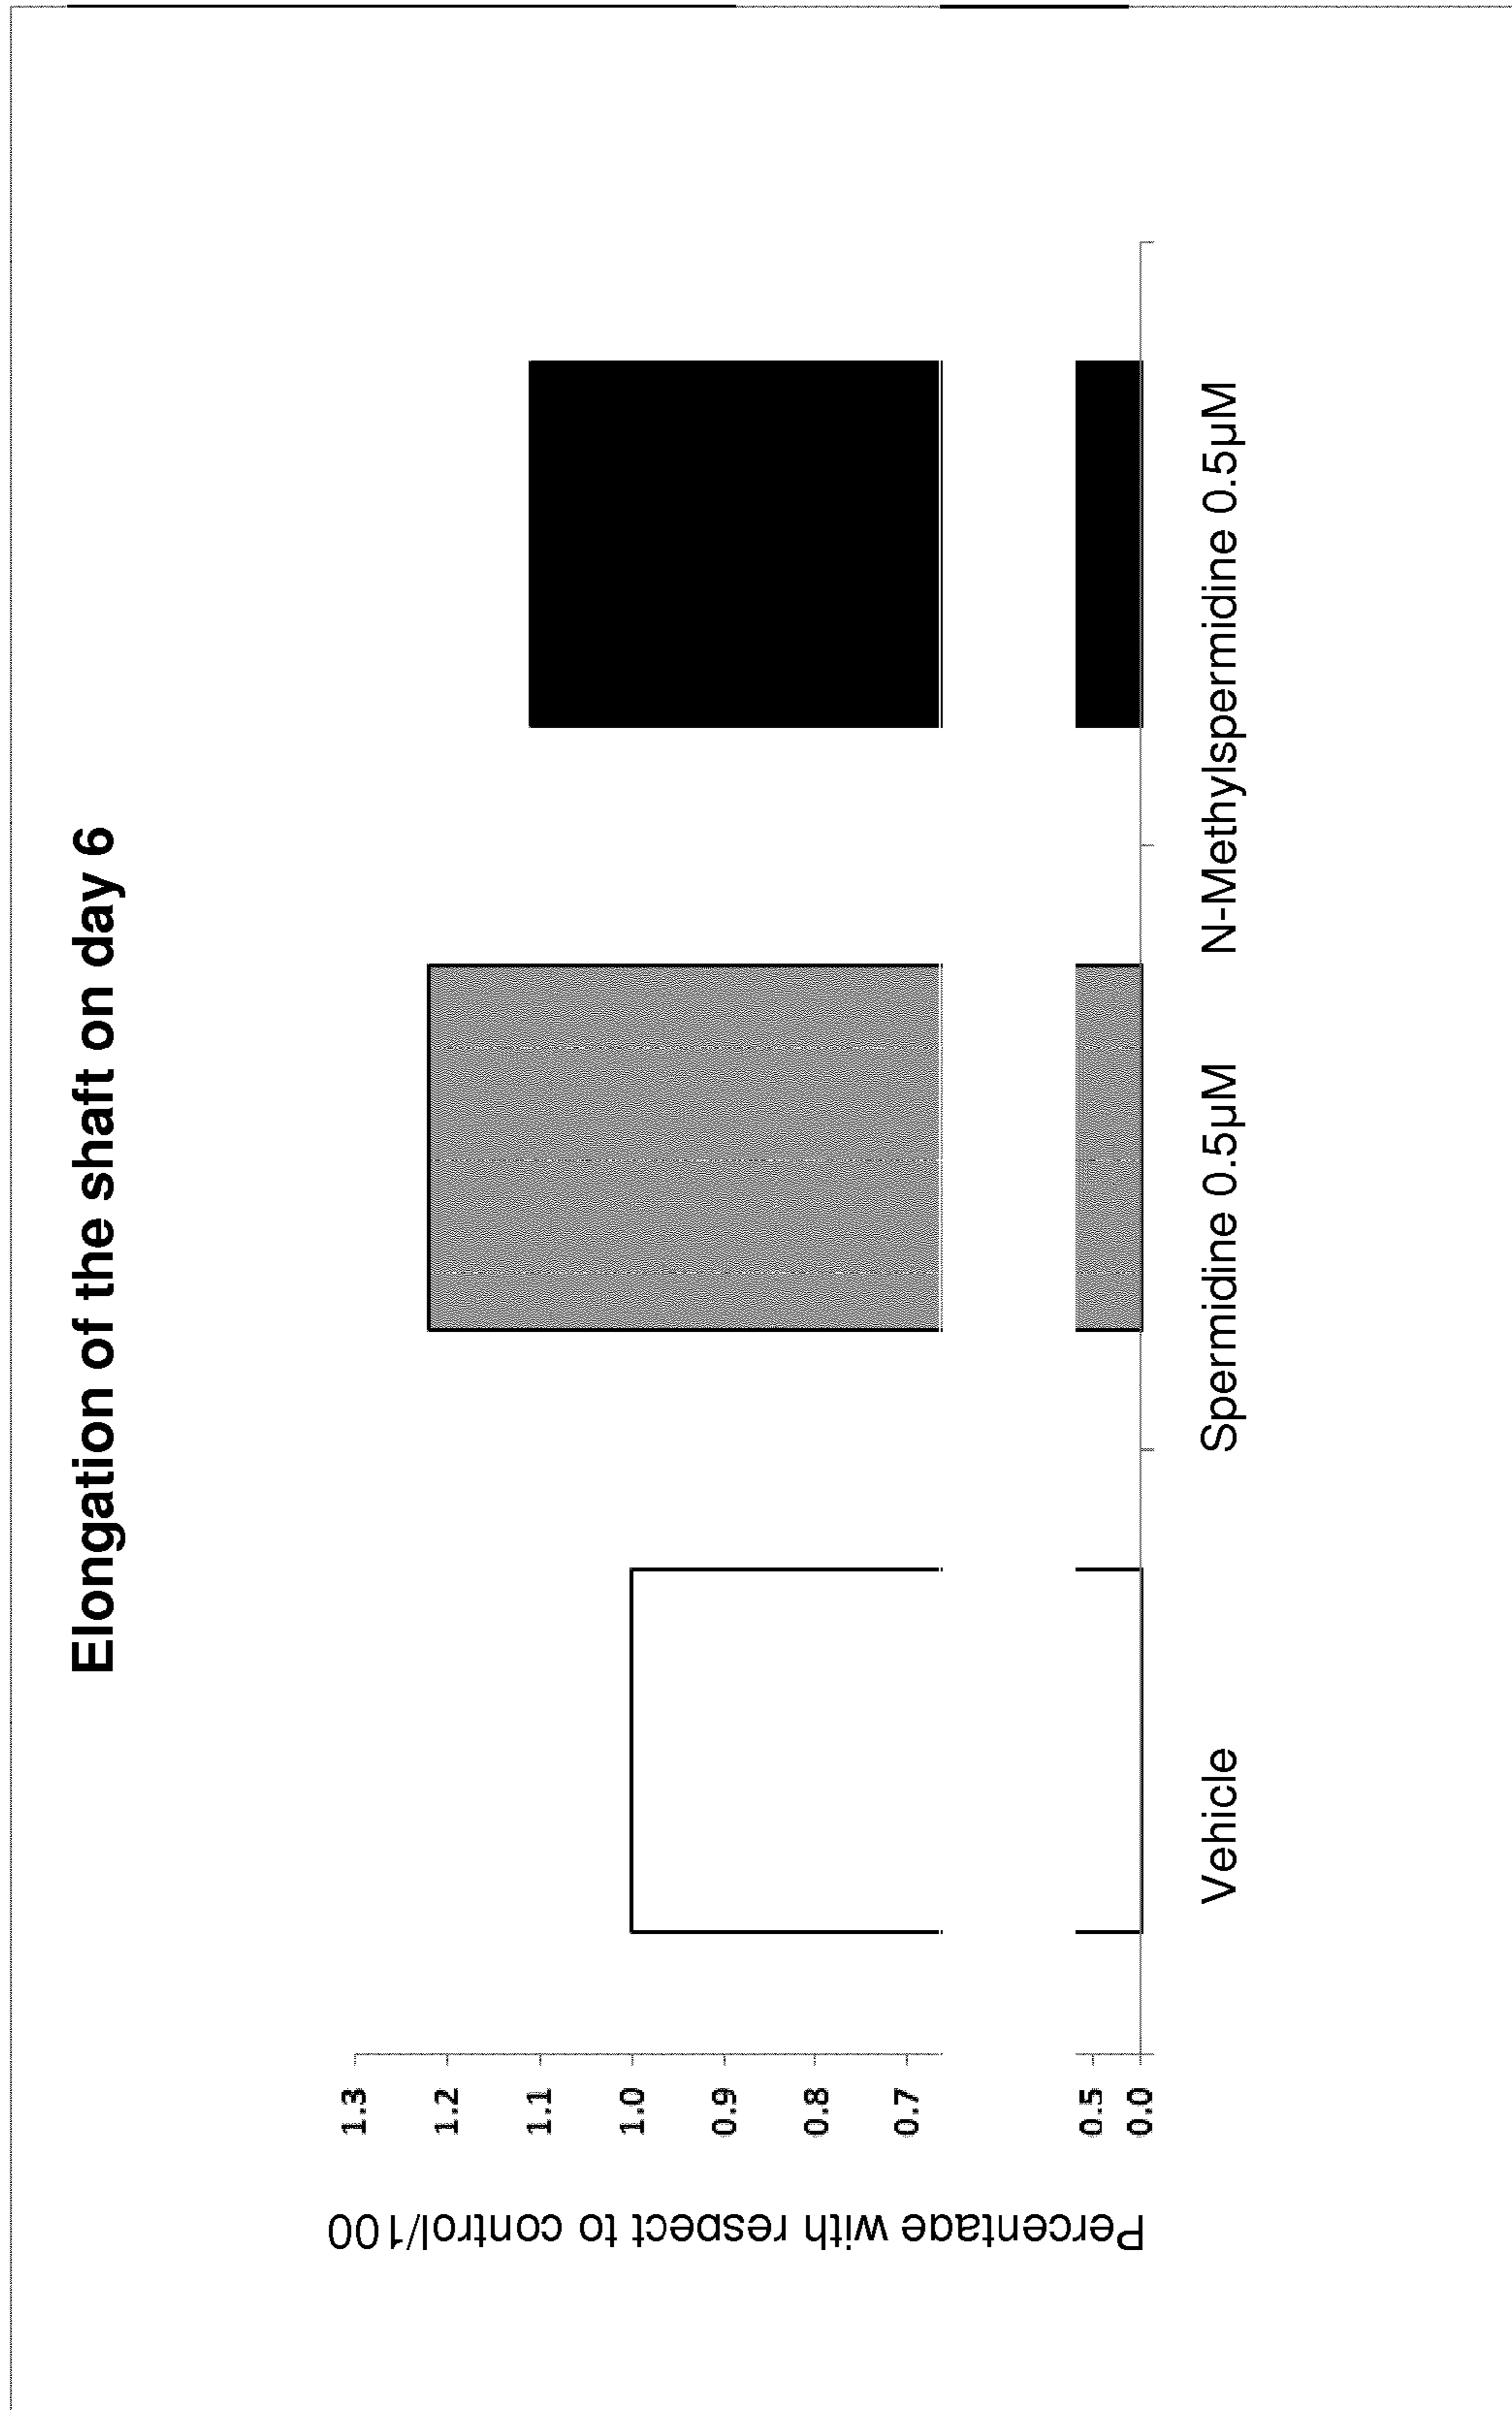 Elongation of the shaft on day 6
Percentage with respect to control/100
1.3
1.2
1.1
1.0
0.9
0.8
0.7
0.5
0.0
Vehicle
Spermidine 0.5µM
N-Methylspermidine 0.5µM